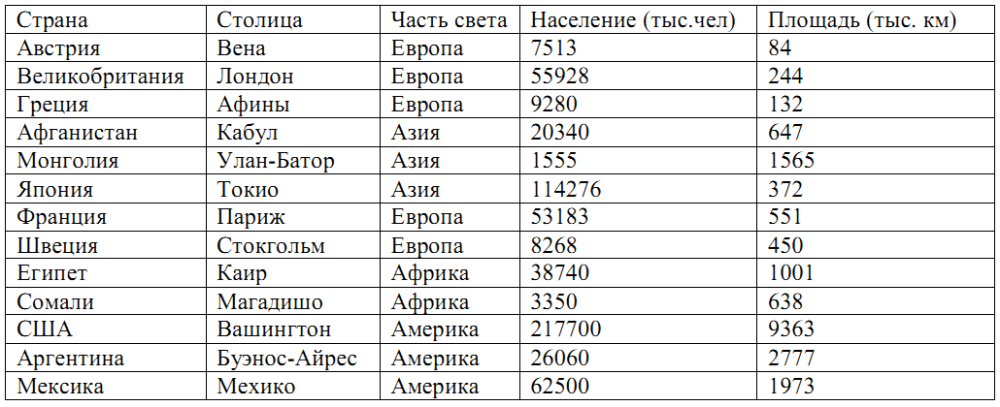 Страна Столица Часть света Население (тыс.чел) Площадь (тыс. км)
Австрия Вена Европа 7513 84
Великобритания Лондон Европа 55928 244
Греция Афины Европа 9280 132
Афганистан Кабул Азия 20340 647
Монголия Улан-Батор Азия 1555 1565
Япония Токио Азия 114276 372
Франция Париж Европа 53183 551
Швеция Стокгольм Европа 8268 450
Египет Каир Африка 38740 1001
Сомали Магадишо Африка 3350 638
США Вашингтон Америка 217700 9363
Аргентина Буэнос-Айрес Америка 26060 2777
Мексика Мехико Америка 62500 1973